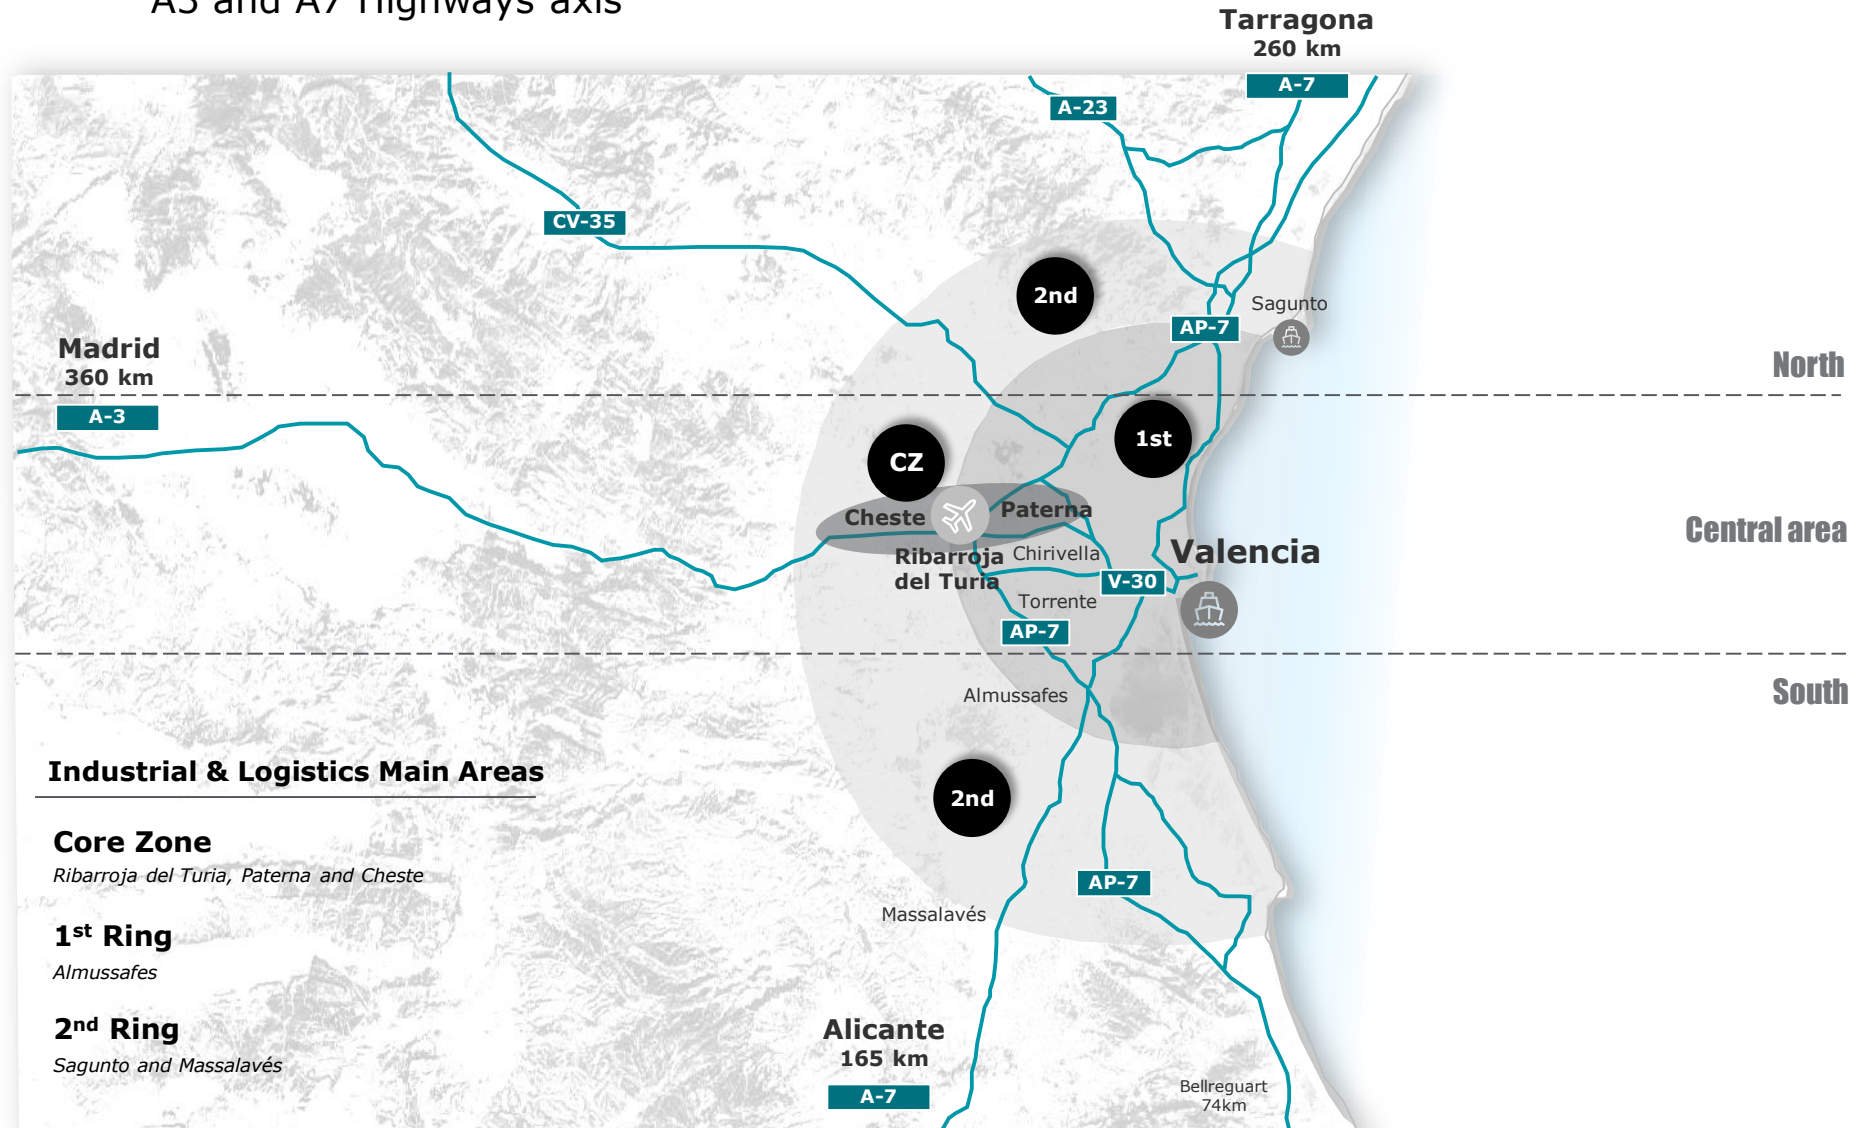 A3 and A7 Highways axis
Tarragona
260 km
A-7
A-23
CV-35
2nd
Sagunto
AP-7
Madrid
360 km
North
A-3
1st
CZ
Cheste
Paterna
Central area
Ribarroja
del Turia
Chirivella
Valencia
V-30
Torrente
AP-7
South
Almussafes
Industrial & Logistics Main Areas
2nd
Core Zone
Ribarroja del Turia, Paterna and Cheste
AP-7
Massalavés
1st Ring
Almussafes
2nd Ring
Sagunto and Massalavés
Alicante
165 km
A-7
Bellreguart
74km